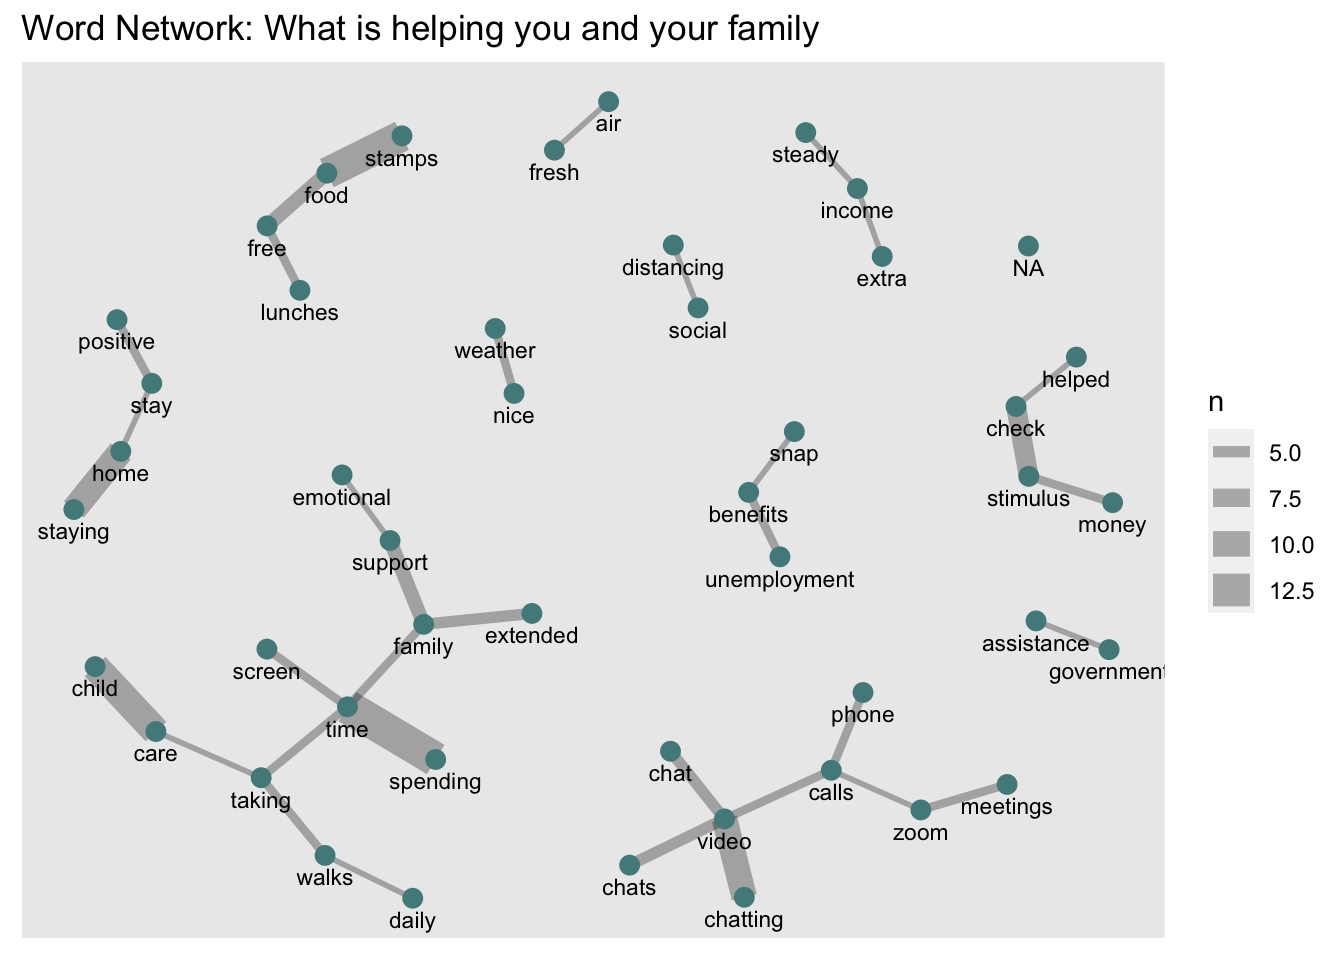 Word Network: What is helping you and your family
air
stamps
fresh
steady
food
income
free
distancing
NA
extra
lunches
social
positive
weather
helped
stay
nice
check
snap
home
emotional
stimulus
benefits
money
staying
support
unemployment
extended
family
assistance
screen
government
child
phone
time
care
chat
spending
calls
taking
meetings
zoom
video
walks
chats
daily
chatting
n
5.0
7.5
10.0
12.5